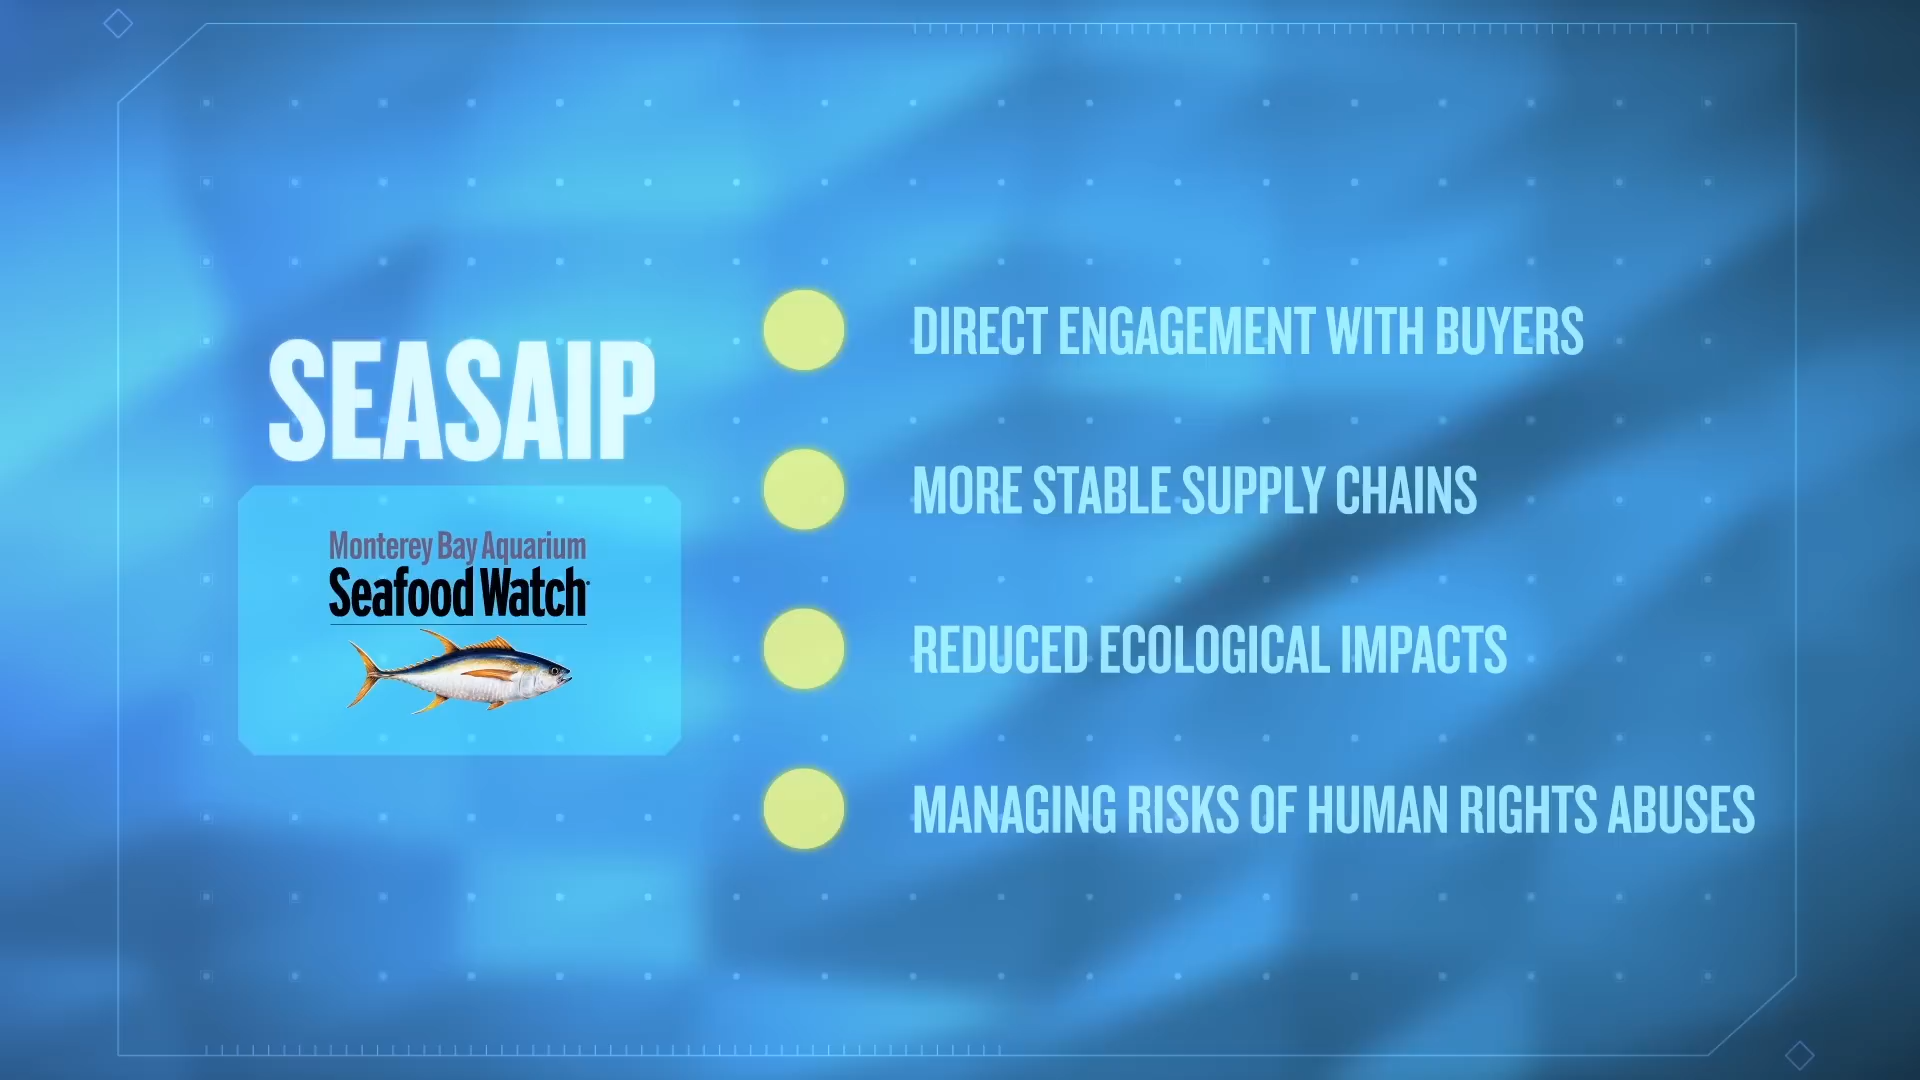 SEASAIP
Monterey Bay Aquarium
Seafood Watch
DIRECT ENGAGEMENT WITH BUYERS
MORE STABLE SUPPLY CHAINS
REDUCED ECOLOGICAL IMPACTS
MANAGING RISKS OF HUMAN RIGHTS ABUSES